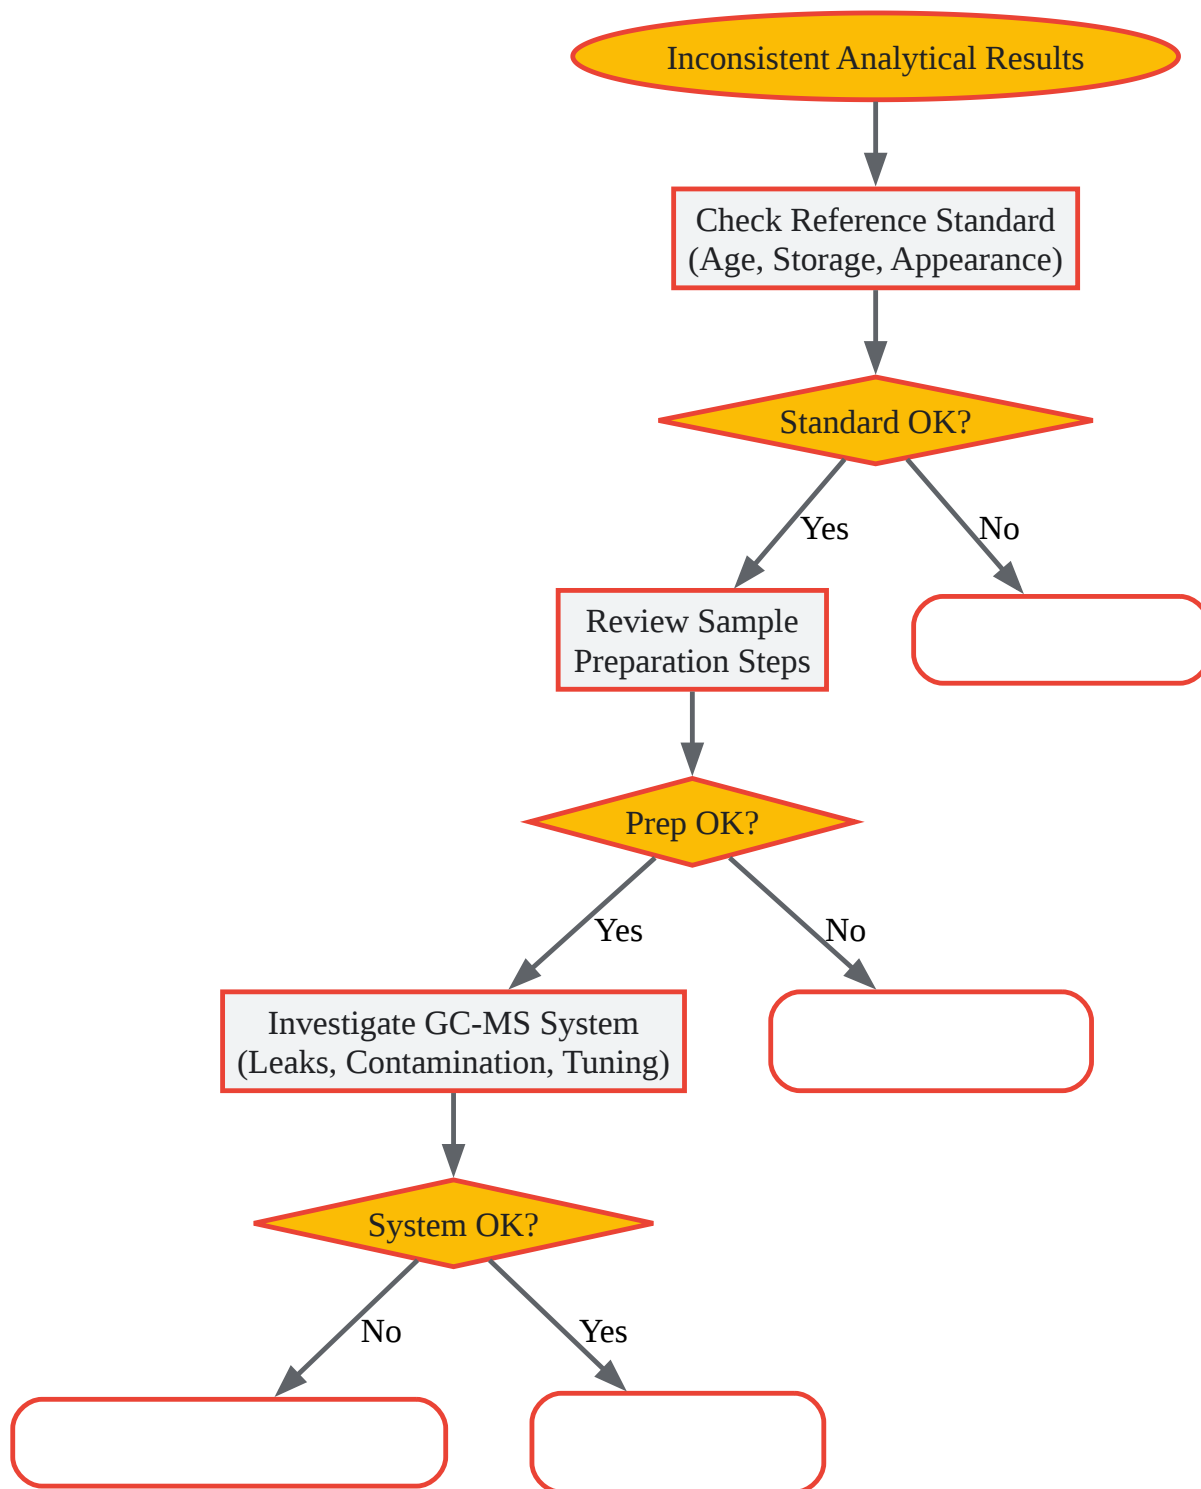 Inconsistent Analytical Results
Check Reference Standard
(Age, Storage, Appearance)
Standard OK?
Yes
No
Review Sample
Preparation Steps
Prep OK?
Yes
No
Investigate GC-MS System
(Leaks, Contamination, Tuning)
System OK?
No
Yes